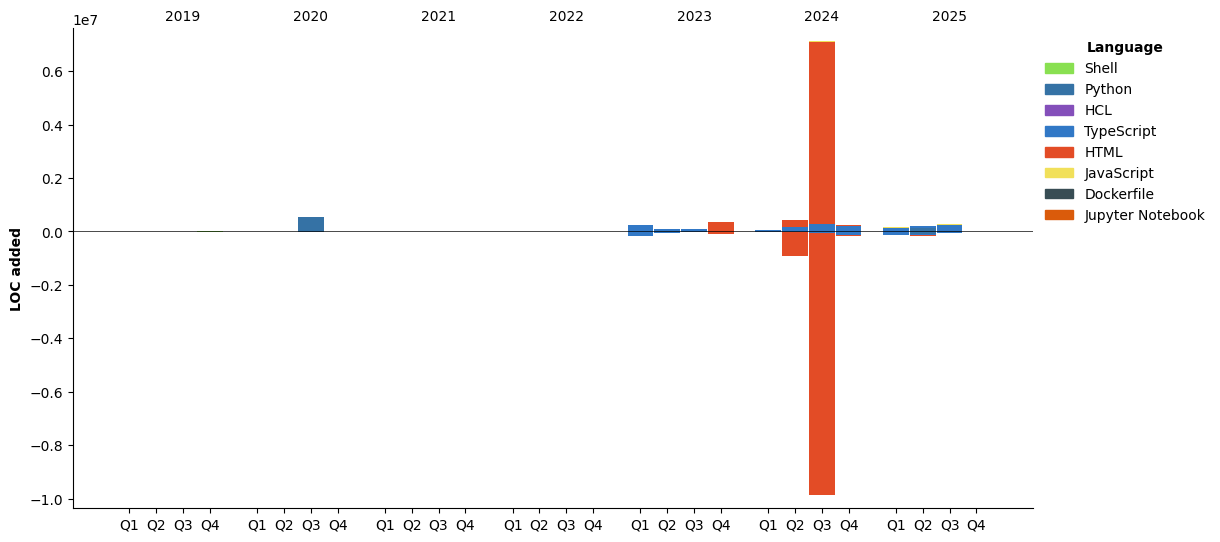 1e7
2019 2020 2021 2022 2023 2024 2025
Language
Shell
Python
HCL
TypeScript
HTML
JavaScript
Dockerfile
Jupyter Notebook
LOC added
0.6
0.4
0.2
0.0
−0.2
−0.4
−0.6
−0.8
−1.0
Q1 Q2 Q3 Q4 Q1 Q2 Q3 Q4 Q1 Q2 Q3 Q4 Q1 Q2 Q3 Q4 Q1 Q2 Q3 Q4 Q1 Q2 Q3 Q4 Q1 Q2 Q3 Q4